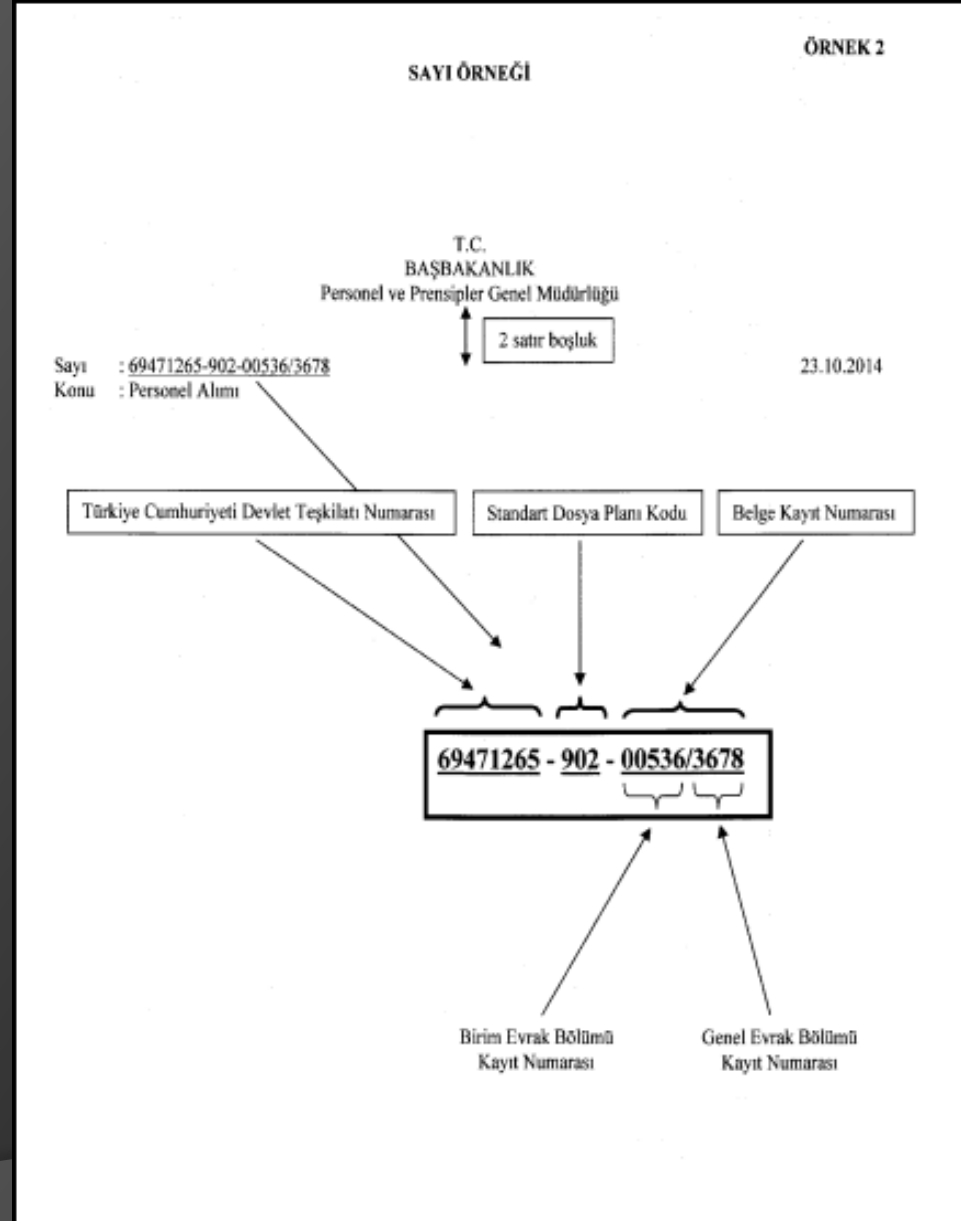 ÖRNEK 2
SAYI ÖRNEĞİ
T.C.
BAŞBAKANLIK
Personel ve Prensipler Genel Müdürlüğü
2 satır boşluk
Sayı : 69471265-902-00536/3678 23.10.2014
Konu : Personel Alımı
Türkiye Cumhuriyeti Devlet Teşkilatı Numarası Standart Dosya Planı Kodu Belge Kayıt Numarası
69471265 - 902 - 00536/3678
Birim Evrak Bölümü Genel Evrak Bölümü
Kayıt Numarası Kayıt Numarası